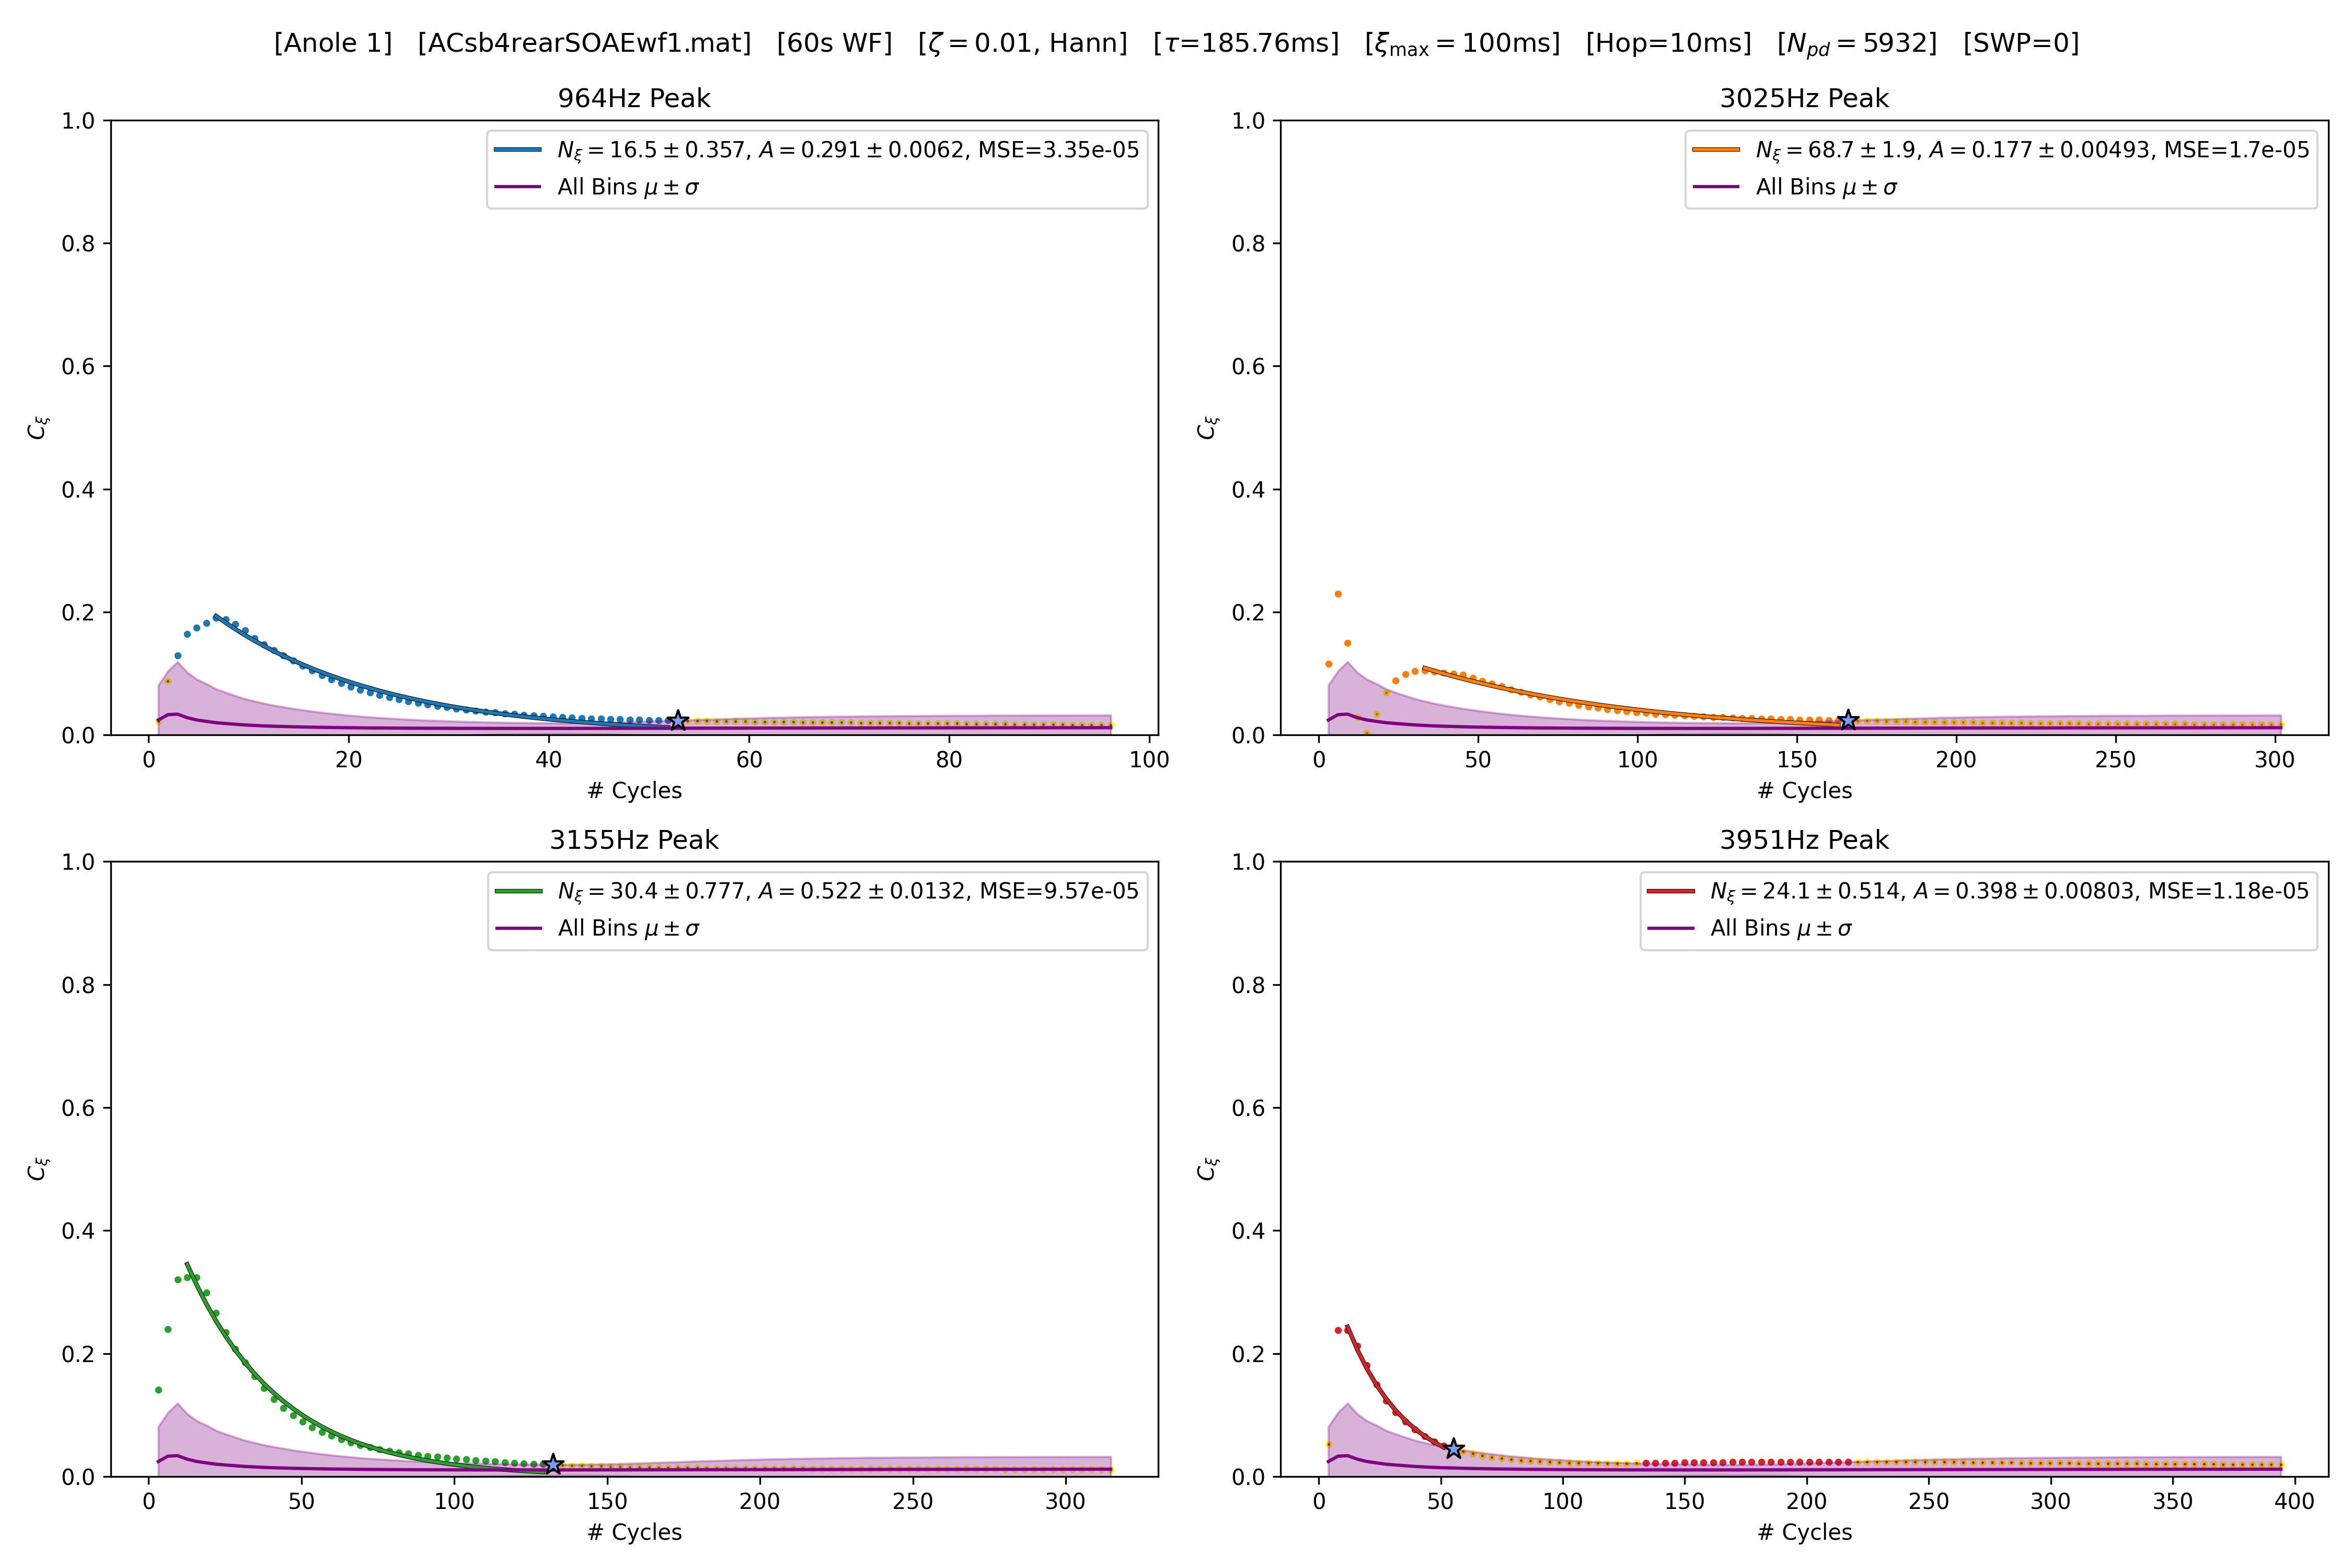 [Anole 1] [ACsb4rearSOAEwf1.mat] [60s WF] [ζ = 0.01, Hann] [τ=185.76ms] [ξmax = 100ms] [Hop=10ms] [Npd = 5932] [SWP=0]
964Hz Peak
1.0
0.8
0.6
0.4
0.2
0.0
Cξ
Nξ = 16.5 ± 0.357, A = 0.291 ± 0.0062, MSE=3.35e-05
All Bins μ ± σ
0 20 40 60 80 100
# Cycles
3025Hz Peak
1.0
0.8
0.6
0.4
0.2
0.0
Cξ
Nξ = 68.7 ± 1.9, A = 0.177 ± 0.00493, MSE=1.7e-05
All Bins μ ± σ
0 50 100 150 200 250 300
# Cycles
3155Hz Peak
1.0
0.8
0.6
0.4
0.2
0.0
Cξ
Nξ = 30.4 ± 0.777, A = 0.522 ± 0.0132, MSE=9.57e-05
All Bins μ ± σ
0 50 100 150 200 250 300
# Cycles
3951Hz Peak
1.0
0.8
0.6
0.4
0.2
0.0
Cξ
Nξ = 24.1 ± 0.514, A = 0.398 ± 0.00803, MSE=1.18e-05
All Bins μ ± σ
0 50 100 150 200 250 300 350 400
# Cycles